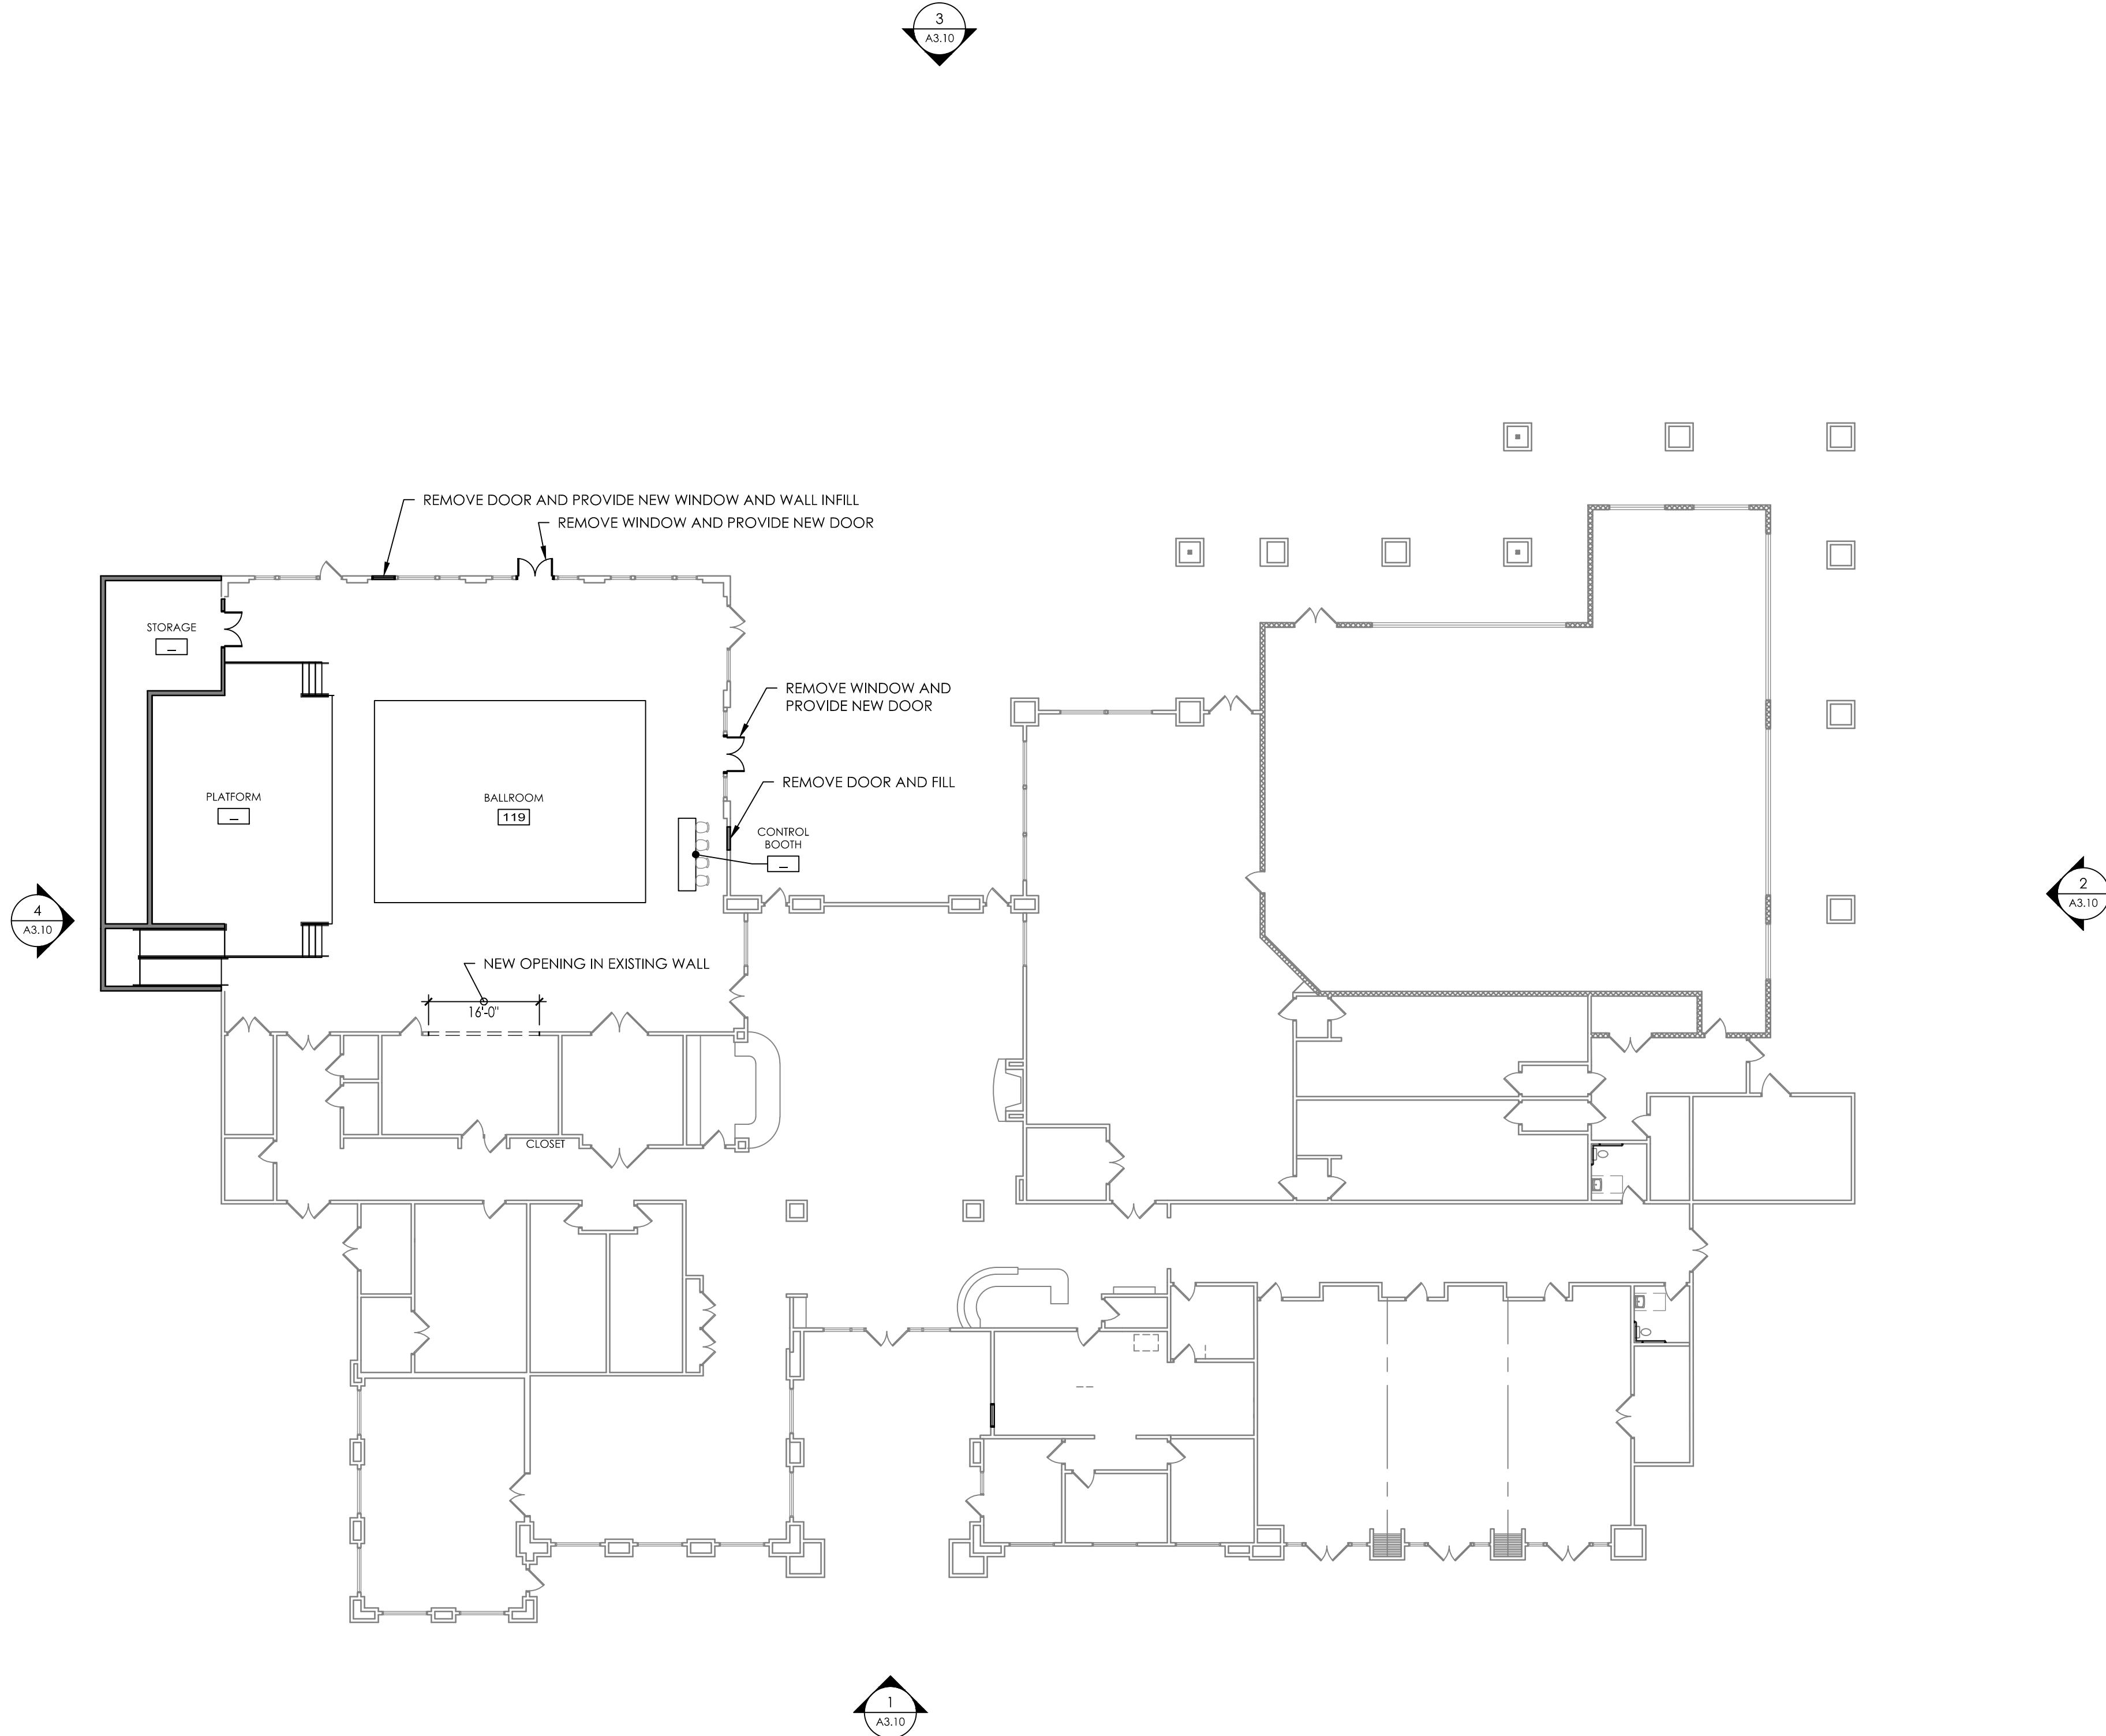 3
A3.10
REMOVE DOOR AND PROVIDE NEW WINDOW AND WALL INFILL
REMOVE WINDOW AND PROVIDE NEW DOOR
STORAGE
_
REMOVE WINDOW AND
PROVIDE NEW DOOR
REMOVE DOOR AND FILL
PLATFORM
_
BALLROOM
119
CONTROL
BOOTH
_
4
A3.10
2
A3.10
NEW OPENING IN EXISTING WALL
16'-0"
CLOSET
1
A3.10